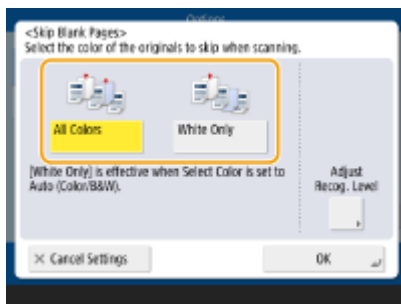 Options
<Skip Blank Pages>
Select the color of the originals to skip when scanning.
All Colors
White Only
[White Only] is effective when Select Color is set to
Auto (Color/B&W).
Adjust
Recog. Level
× Cancel Settings
OK